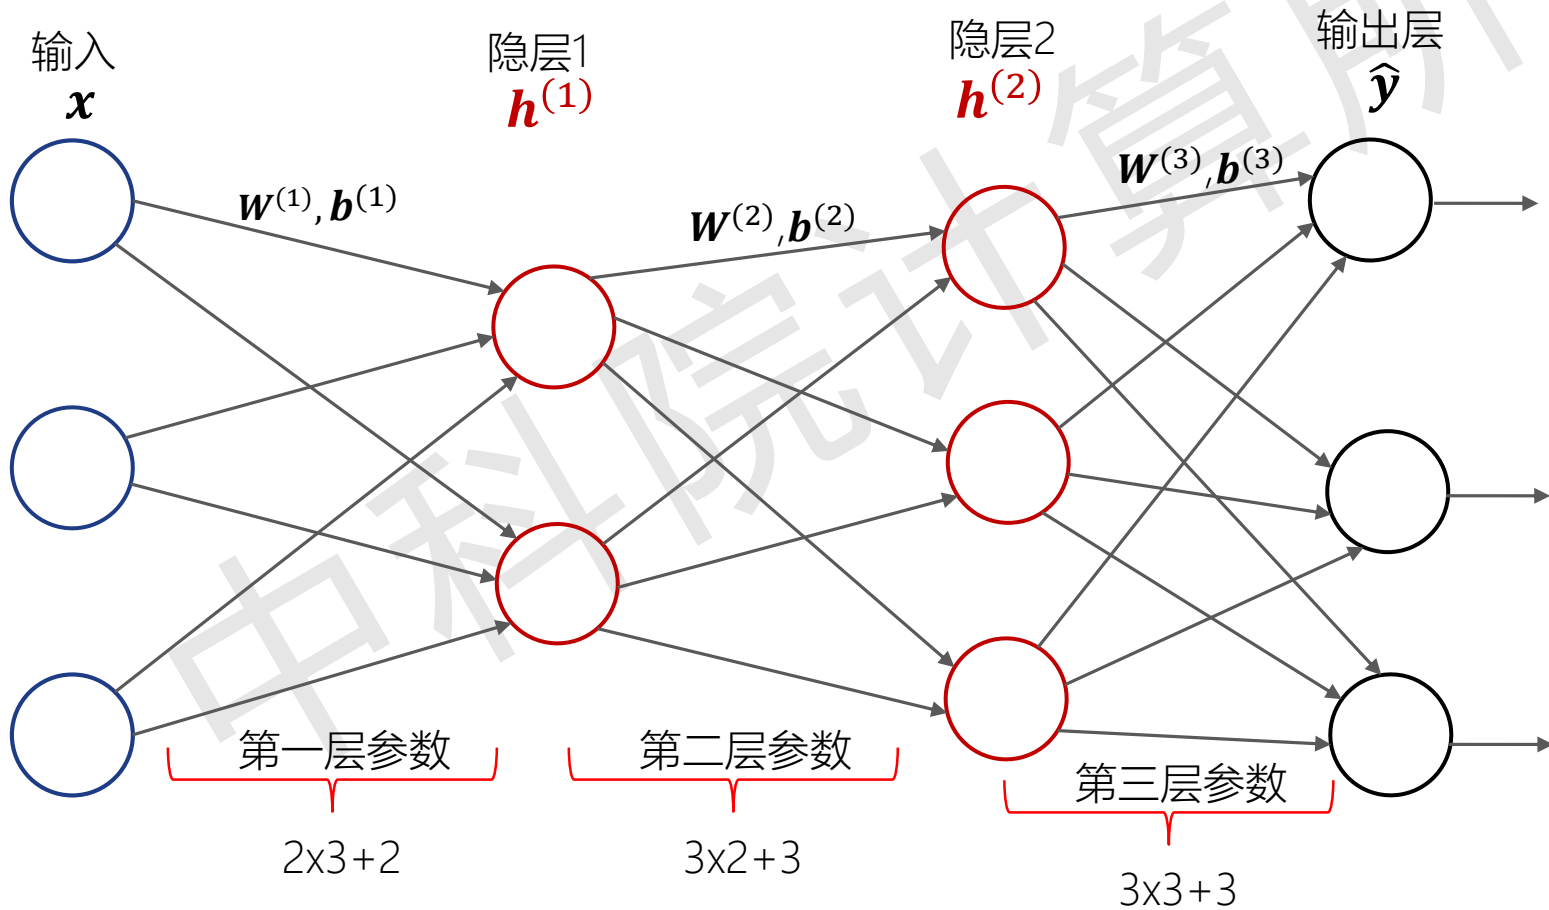 输入
x
隐层1
h⁽¹⁾
隐层2
h⁽²⁾
输出层
ŷ
W⁽¹⁾, b⁽¹⁾
W⁽²⁾,b⁽²⁾
W⁽³⁾,b⁽³⁾
第一层参数
2x3+2
第二层参数
3x2+3
第三层参数
3x3+3
中科院计算所